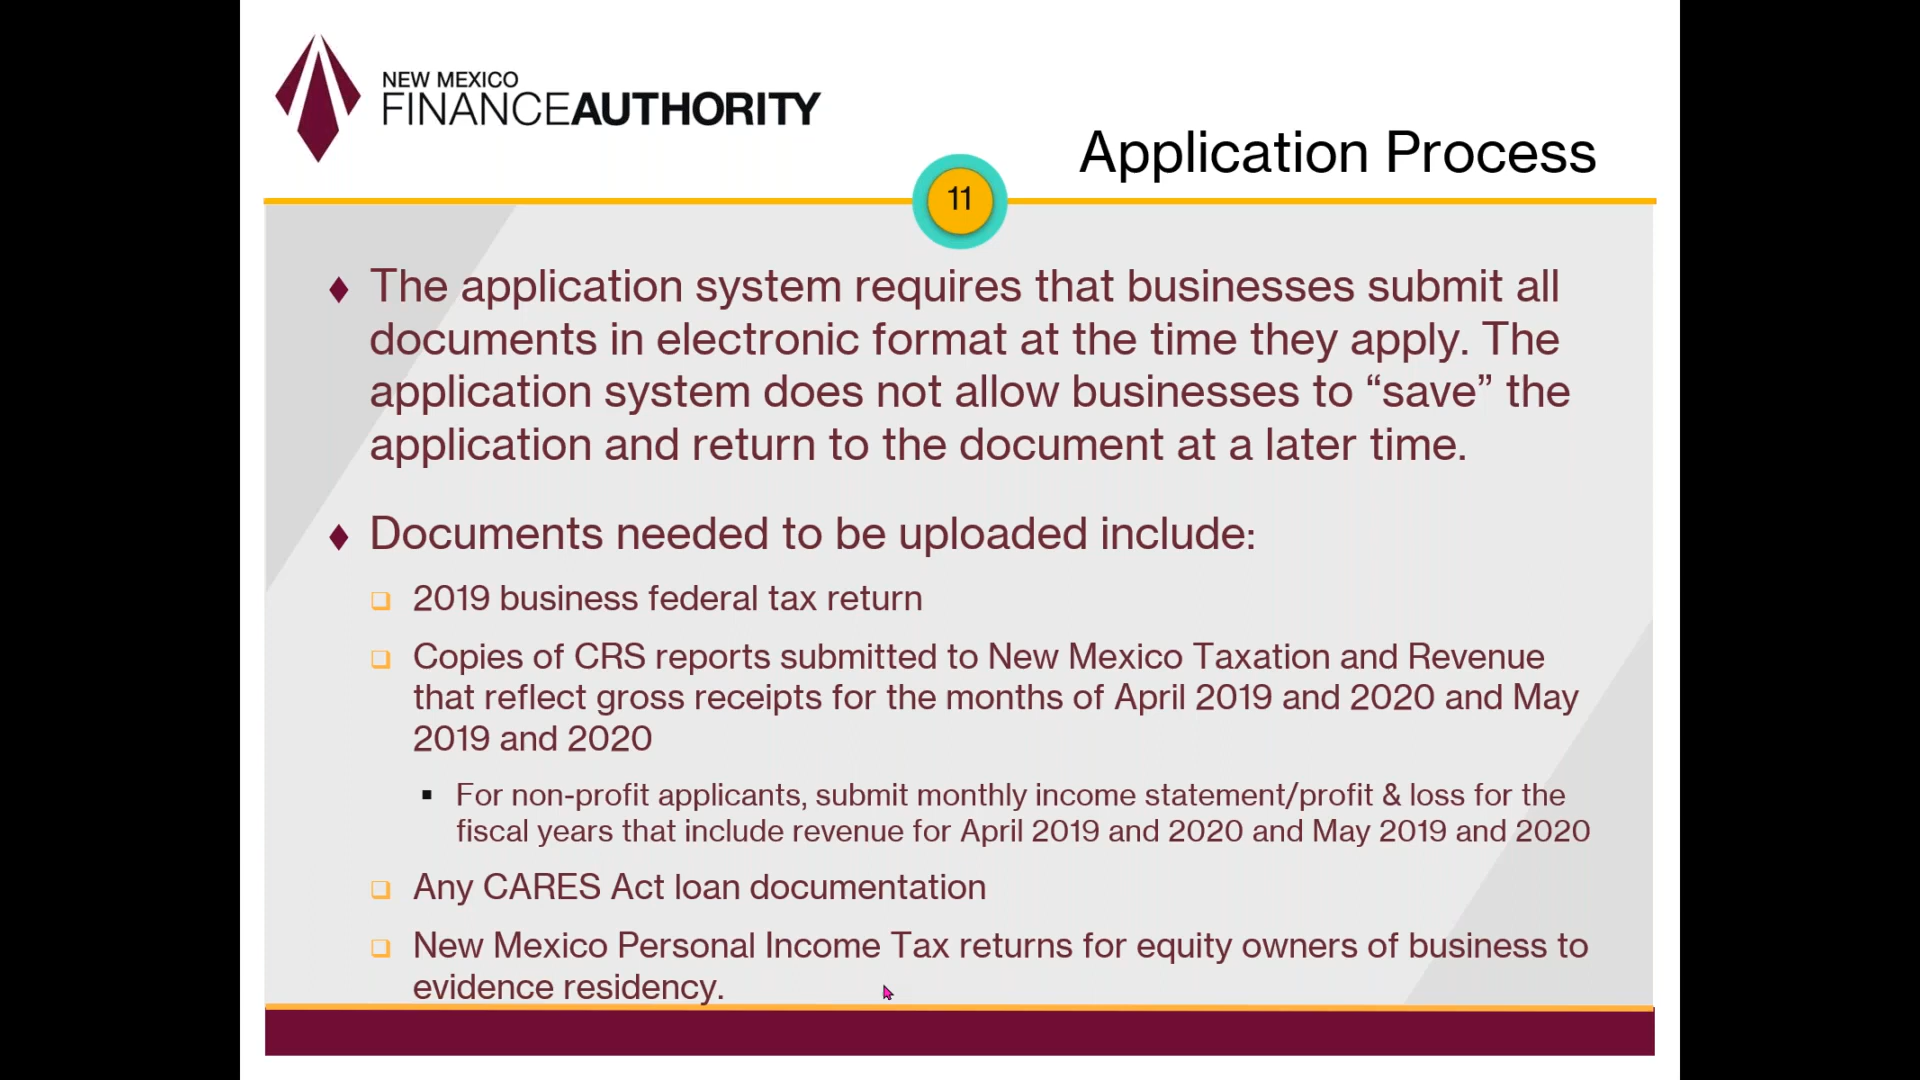 NEW MEXICO
FINANCEAUTHORITY
Application Process
11
The application system requires that businesses submit all
documents in electronic format at the time they apply. The
application system does not allow businesses to “save” the
application and return to the document at a later time.
Documents needed to be uploaded include:
2019 business federal tax return
Copies of CRS reports submitted to New Mexico Taxation and Revenue
that reflect gross receipts for the months of April 2019 and 2020 and May
2019 and 2020
For non-profit applicants, submit monthly income statement/profit & loss for the
fiscal years that include revenue for April 2019 and 2020 and May 2019 and 2020
Any CARES Act loan documentation
New Mexico Personal Income Tax returns for equity owners of business to
evidence residency.